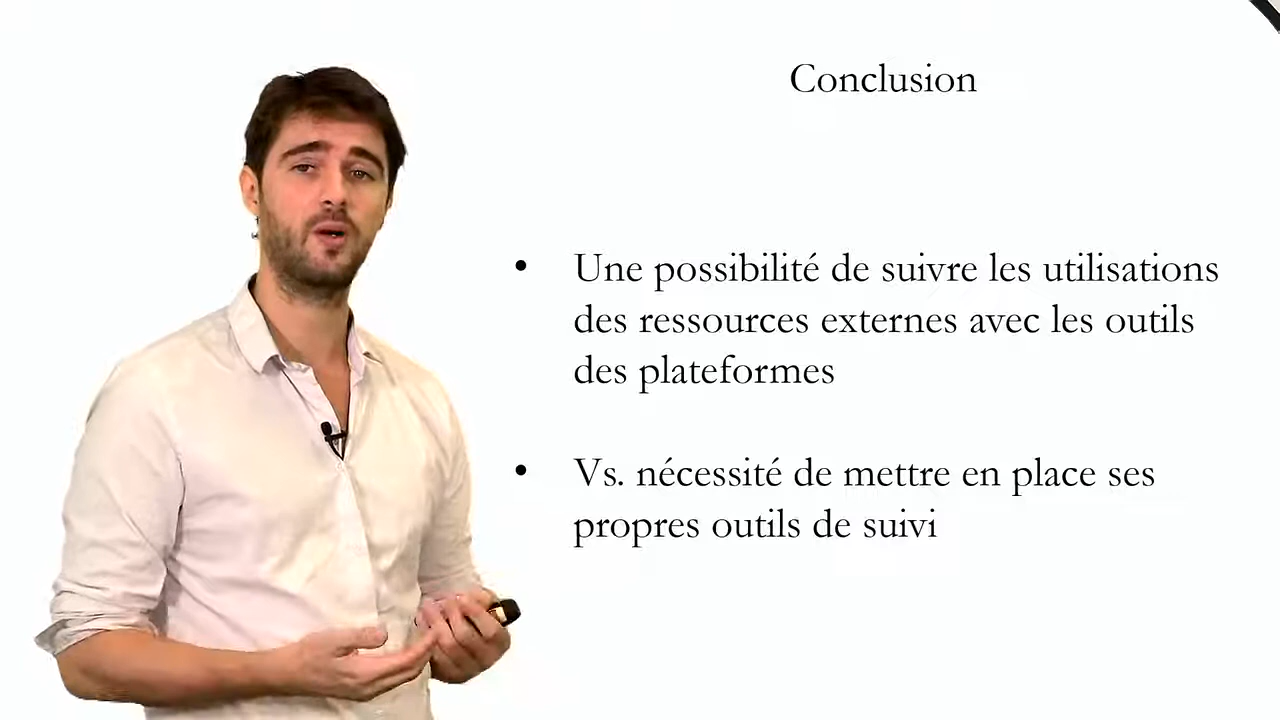 Conclusion
• Une possibilité de suivre les utilisations
des ressources externes avec les outils
des plateformes
• Vs. nécessité de mettre en place ses
propres outils de suivi